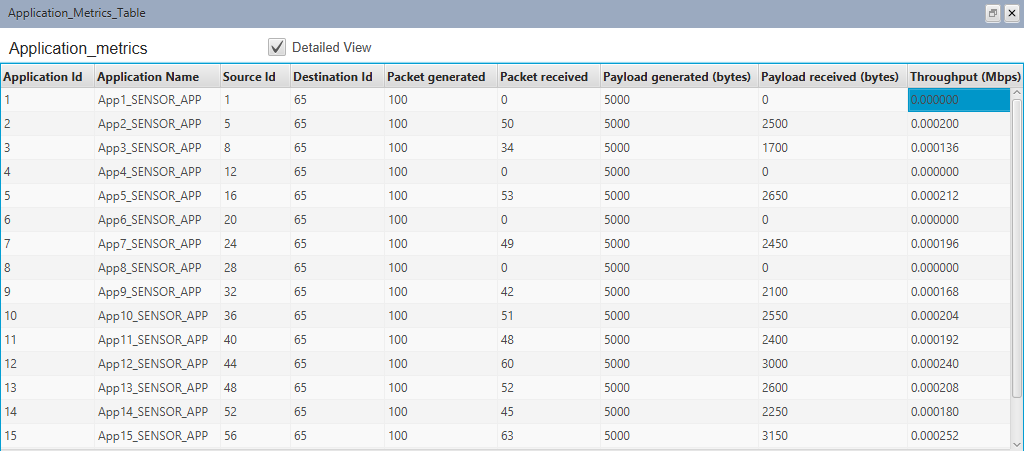 Application_Metrics_Table
Application_metrics Detailed View
Application Id Application Name Source Id Destination Id Packet generated Packet received Payload generated (bytes) Payload received (bytes) Throughput (Mbps)
1 App1_SENSOR_APP 1 65 100 0 5000 0 0.000000
2 App2_SENSOR_APP 5 65 100 50 5000 2500 0.000200
3 App3_SENSOR_APP 8 65 100 34 5000 1700 0.000136
4 App4_SENSOR_APP 12 65 100 0 5000 0 0.000000
5 App5_SENSOR_APP 16 65 100 53 5000 2650 0.000212
6 App6_SENSOR_APP 20 65 100 0 5000 0 0.000000
7 App7_SENSOR_APP 24 65 100 49 5000 2450 0.000196
8 App8_SENSOR_APP 28 65 100 0 5000 0 0.000000
9 App9_SENSOR_APP 32 65 100 42 5000 2100 0.000168
10 App10_SENSOR_APP 36 65 100 51 5000 2550 0.000204
11 App11_SENSOR_APP 40 65 100 48 5000 2400 0.000192
12 App12_SENSOR_APP 44 65 100 60 5000 3000 0.000240
13 App13_SENSOR_APP 48 65 100 52 5000 2600 0.000208
14 App14_SENSOR_APP 52 65 100 45 5000 2250 0.000180
15 App15_SENSOR_APP 56 65 100 63 5000 3150 0.000252